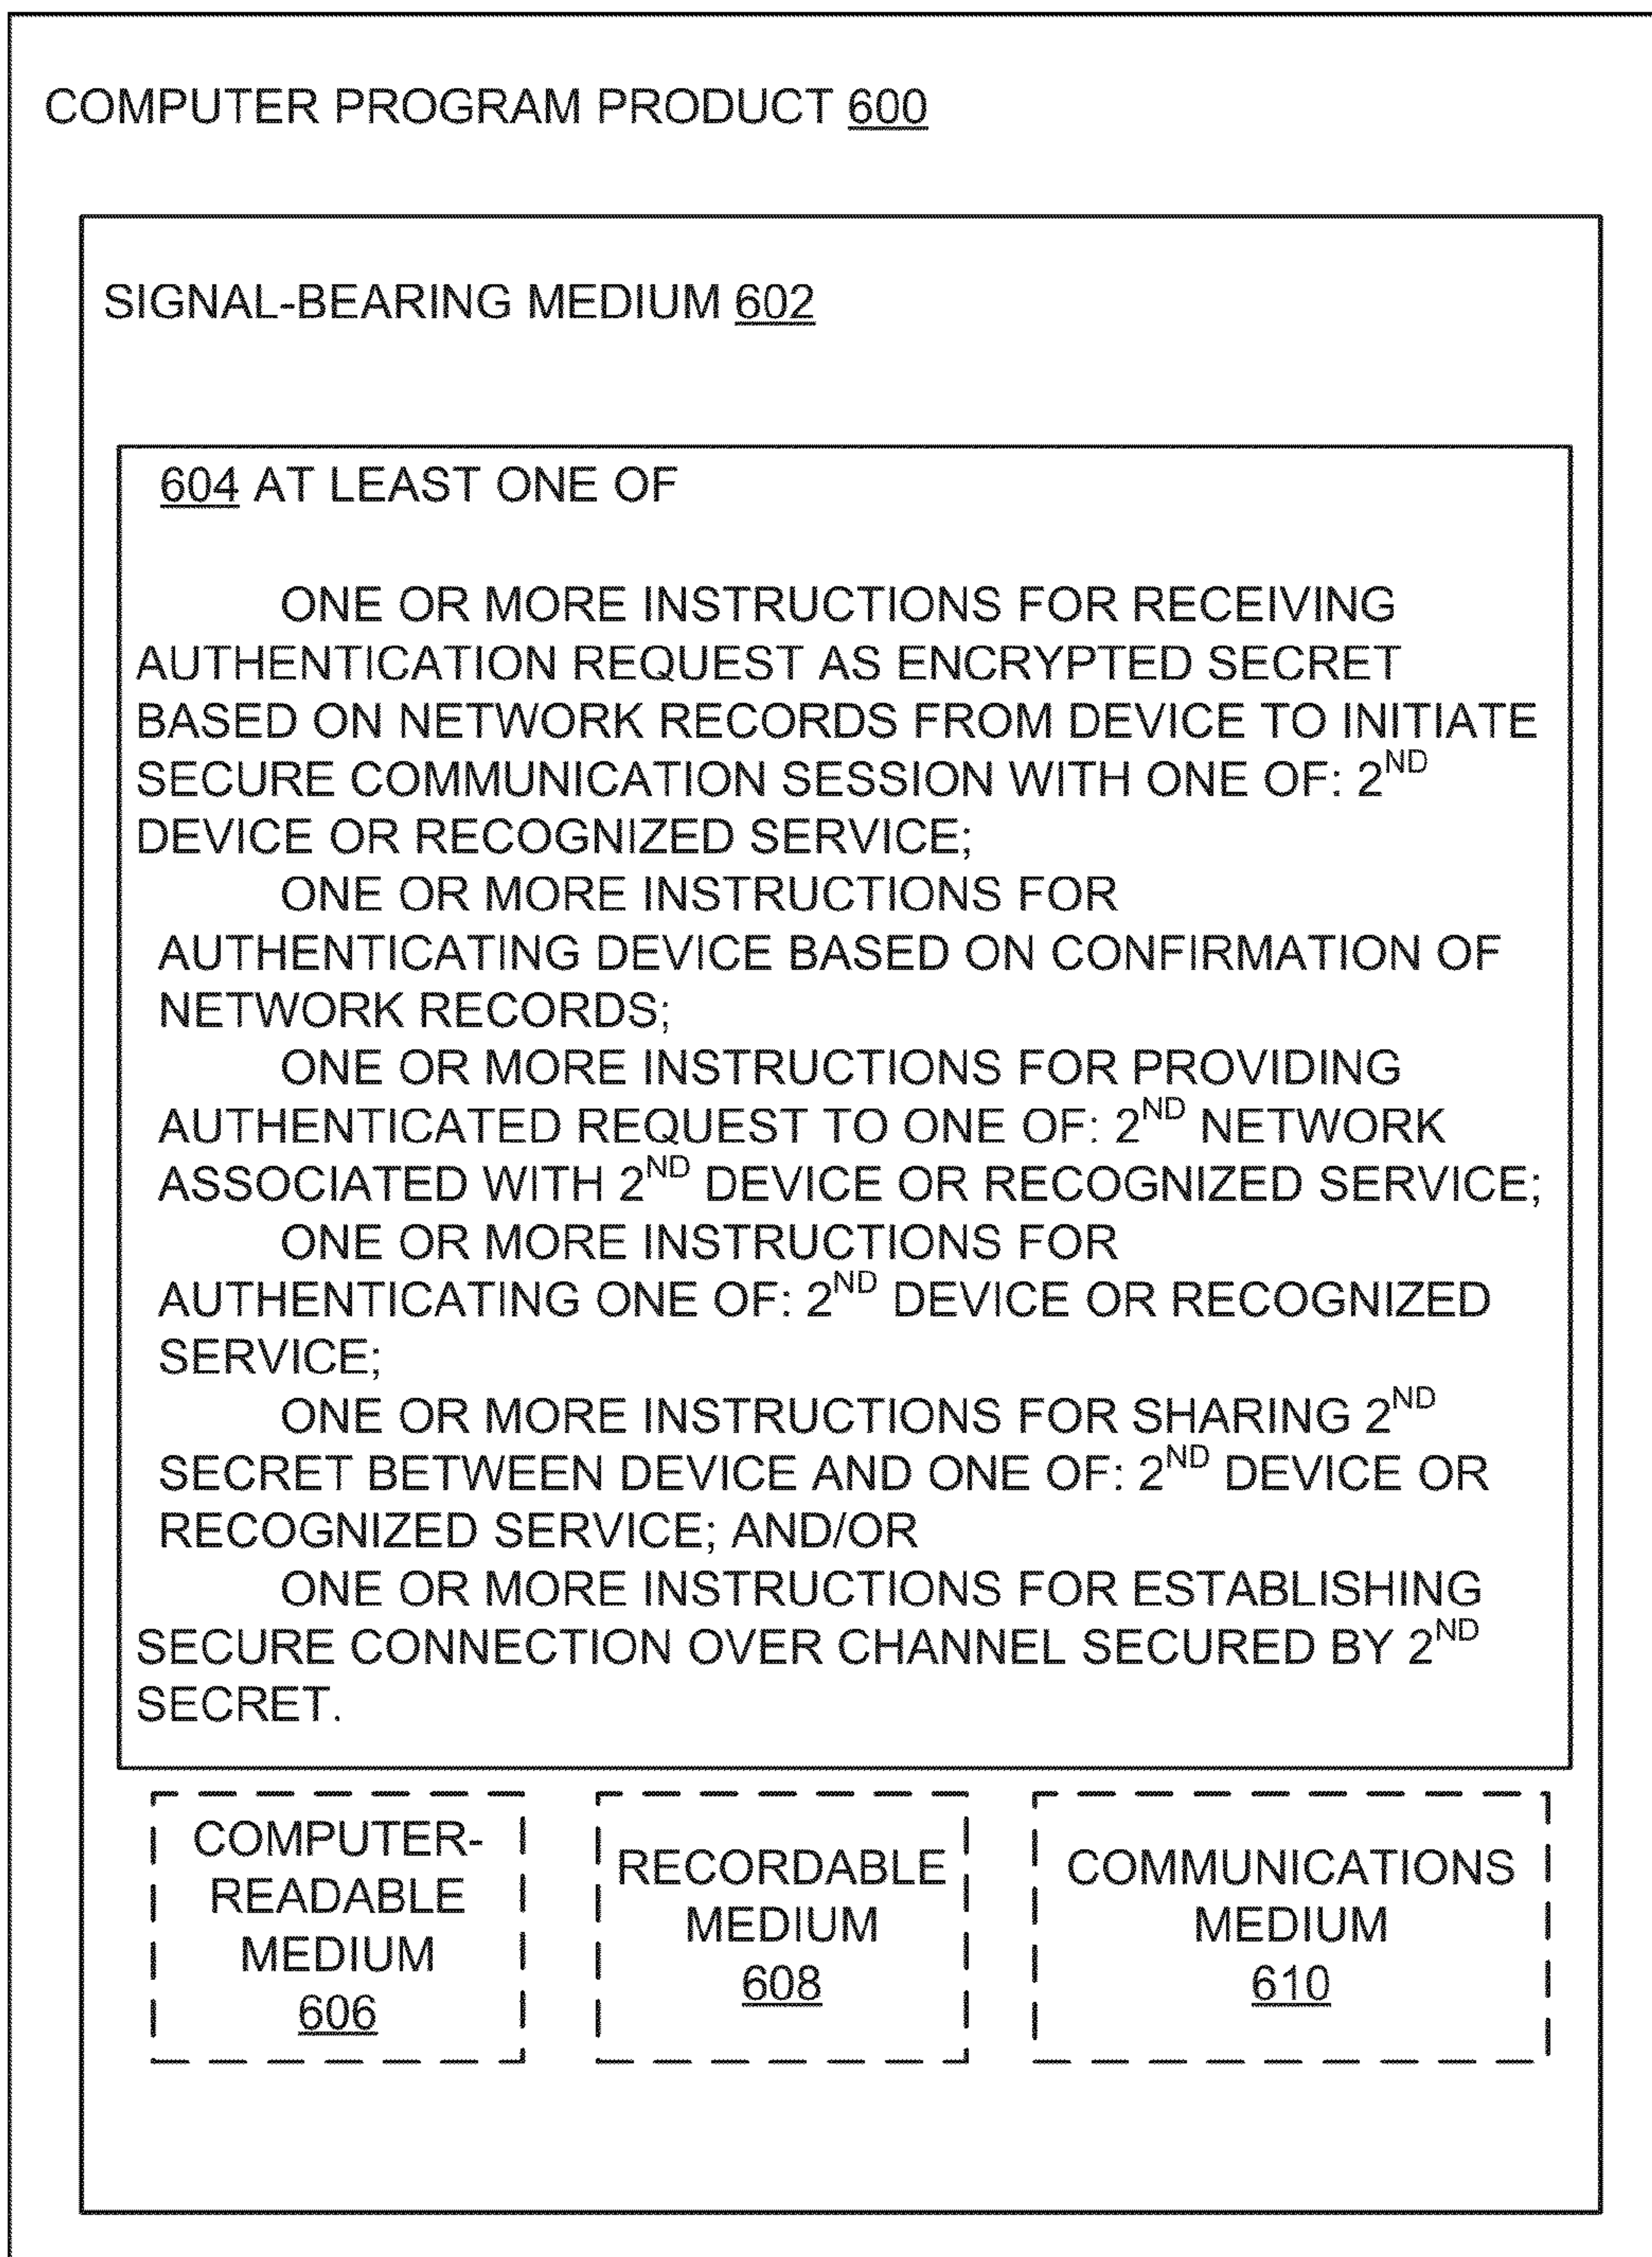 COMPUTER PROGRAM PRODUCT 600
SIGNAL-BEARING MEDIUM 602
604 AT LEAST ONE OF
ONE OR MORE INSTRUCTIONS FOR RECEIVING
AUTHENTICATION REQUEST AS ENCRYPTED SECRET
BASED ON NETWORK RECORDS FROM DEVICE TO INITIATE
SECURE COMMUNICATION SESSION WITH ONE OF: 2ND
DEVICE OR RECOGNIZED SERVICE;
ONE OR MORE INSTRUCTIONS FOR
AUTHENTICATING DEVICE BASED ON CONFIRMATION OF
NETWORK RECORDS;
ONE OR MORE INSTRUCTIONS FOR PROVIDING
AUTHENTICATED REQUEST TO ONE OF: 2ND NETWORK
ASSOCIATED WITH 2ND DEVICE OR RECOGNIZED SERVICE;
ONE OR MORE INSTRUCTIONS FOR
AUTHENTICATING ONE OF: 2ND DEVICE OR RECOGNIZED
SERVICE;
ONE OR MORE INSTRUCTIONS FOR SHARING 2ND
SECRET BETWEEN DEVICE AND ONE OF: 2ND DEVICE OR
RECOGNIZED SERVICE; AND/OR
ONE OR MORE INSTRUCTIONS FOR ESTABLISHING
SECURE CONNECTION OVER CHANNEL SECURED BY 2ND
SECRET.
COMPUTER-
READABLE
MEDIUM
606
RECORDABLE
MEDIUM
608
COMMUNICATIONS
MEDIUM
610